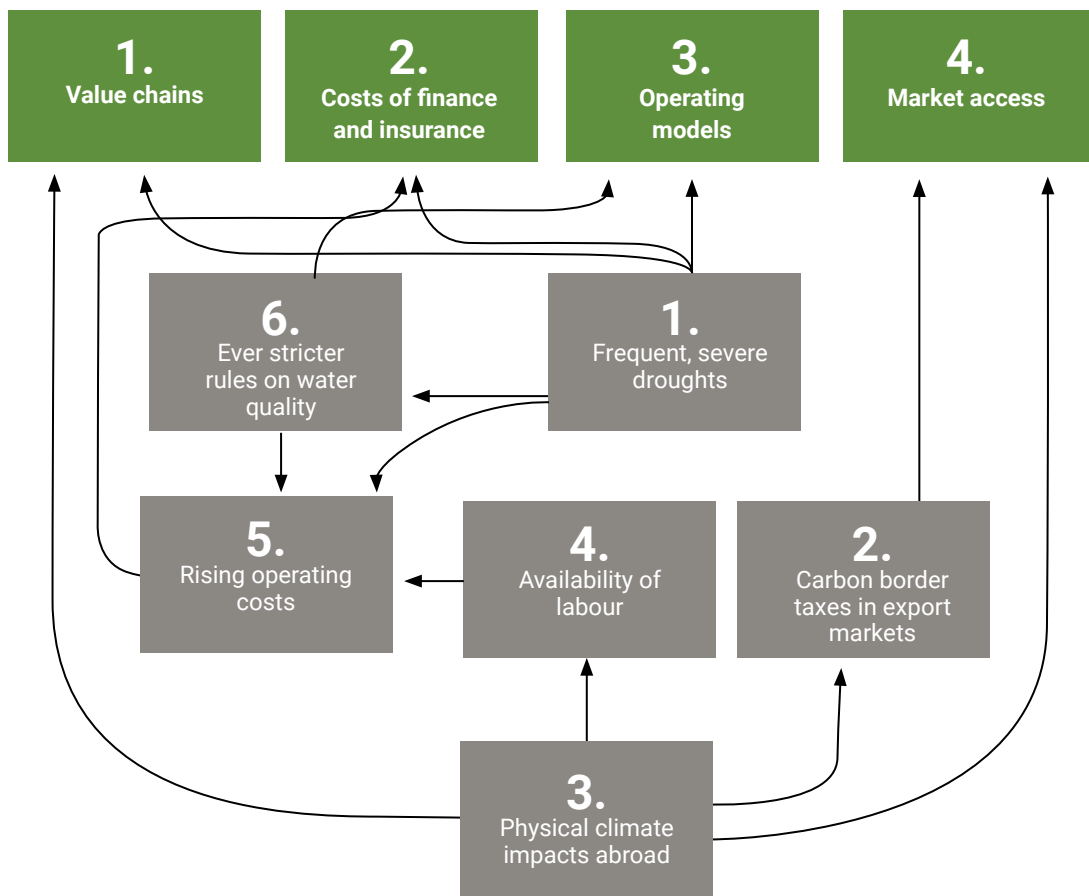 1.
Value chains
2.
Costs of finance
and insurance
3.
Operating
models
4.
Market access
6.
Ever stricter
rules on water
quality
1.
Frequent, severe
droughts
5.
Rising operating
costs
4.
Availability of
labour
2.
Carbon border
taxes in export
markets
3.
Physical climate
impacts abroad